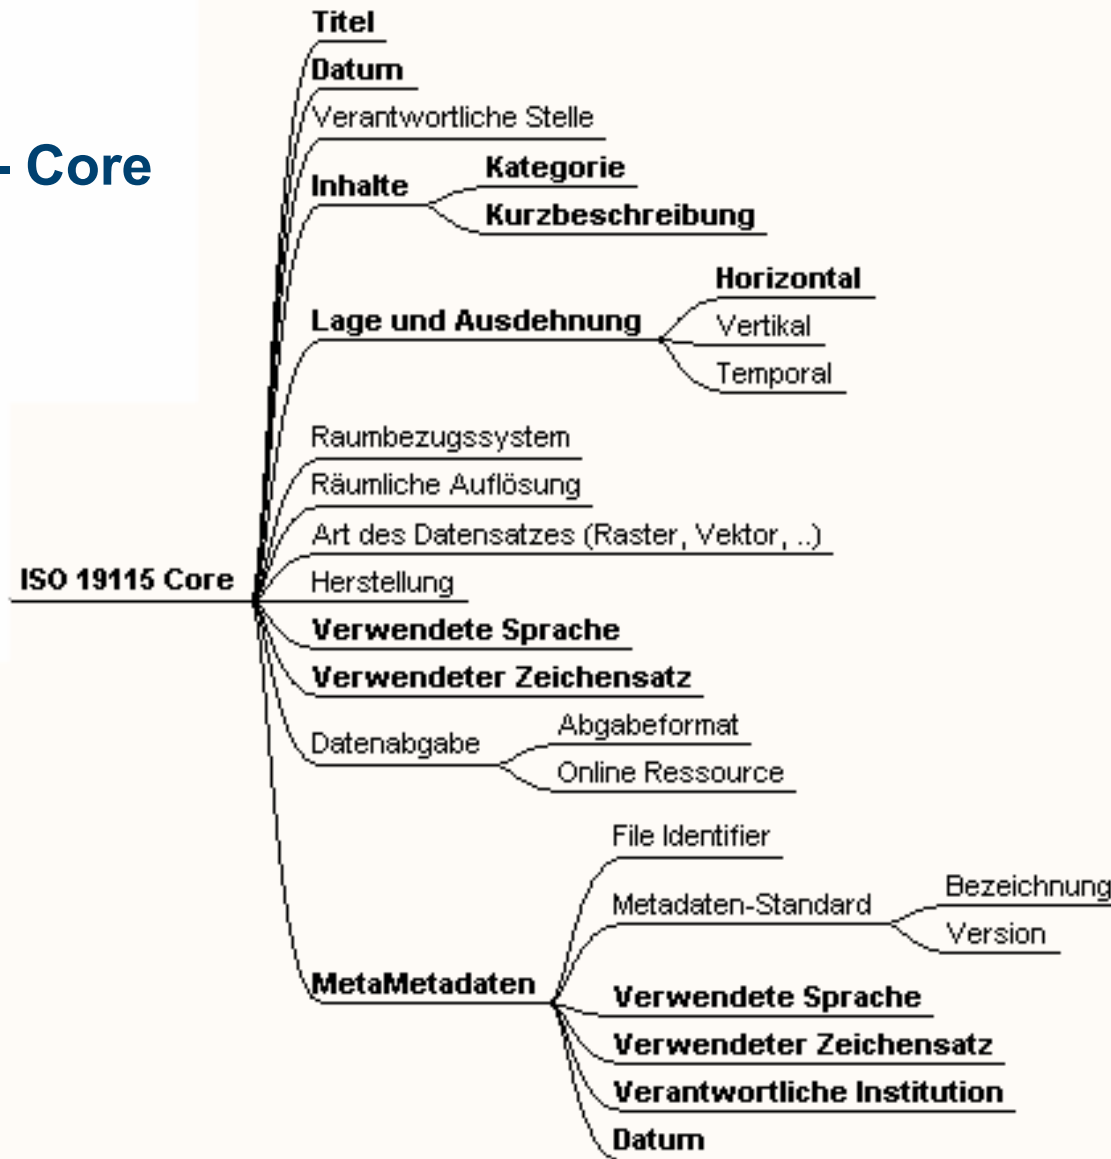 - Core
Titel
Datum
Verantwortliche Stelle
Inhalte
Kategorie
Kurzbeschreibung
Lage und Ausdehnung
Horizontal
Vertikal
Temporal
Raumbezugssystem
Räumliche Auflösung
Art des Datensatzes (Raster, Vektor, ..)
ISO 19115 Core
Herstellung
Verwendete Sprache
Verwendeter Zeichensatz
Datenabgabe
Abgabeformat
Online Ressource
MetaMetadaten
File Identifier
Metadaten-Standard
Bezeichnung
Version
Verwendete Sprache
Verwendeter Zeichensatz
Verantwortliche Institution
Datum